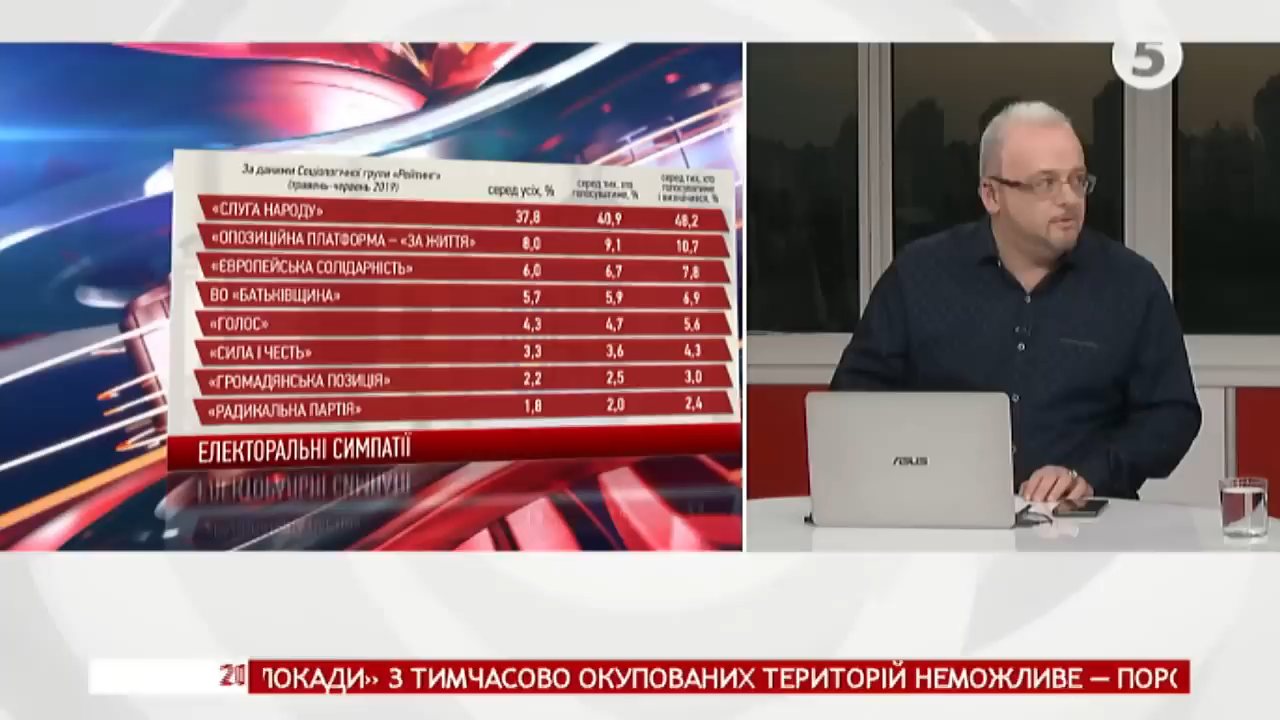 5
За даними Соціологічної групи «Рейтинг»
(травень-червень 2019)
серед усіх, %
серед тих, хто голосуватиме, %
серед тих, хто голосуватиме і визначився, %
«СЛУГА НАРОДУ» 37,8 40,9 48,2
«ОПОЗИЦІЙНА ПЛАТФОРМА – «ЗА ЖИТТЯ» 8,0 9,1 10,7
«ЄВРОПЕЙСЬКА СОЛІДАРНІСТЬ» 6,0 6,7 7,8
ВО «БАТЬКІВЩИНА» 5,7 5,9 6,9
«ГОЛОС» 4,3 4,7 5,6
«СИЛА І ЧЕСТЬ» 3,3 3,6 4,3
«ГРОМАДЯНСЬКА ПОЗИЦІЯ» 2,2 2,5 3,0
«РАДИКАЛЬНА ПАРТІЯ» 1,8 2,0 2,4
ЕЛЕКТОРАЛЬНІ СИМПАТІЇ
ASUS
ЛОКАДИ» З ТИМЧАСОВО ОКУПОВАНИХ ТЕРИТОРІЙ НЕМОЖЛИВЕ — ПОРО